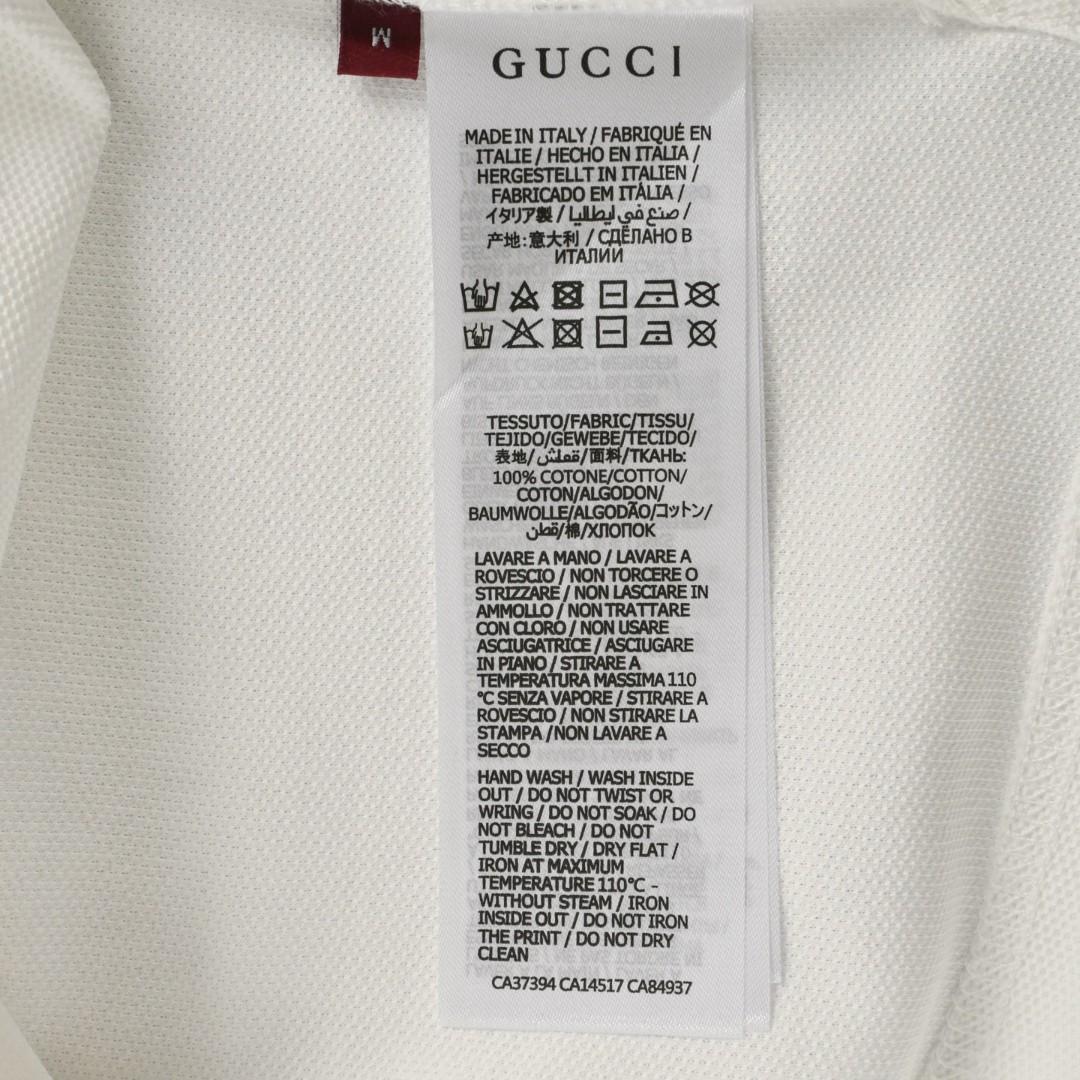 M
GUCCI
MADE IN ITALY / FABRIQUÉ EN
ITALIE / HECHO EN ITALIA /
HERGESTELLT IN ITALIEN /
FABRICADO EM ITÁLIA /
イタリア製 / صنع في ايطاليا /
产地:意大利 / СДЕЛАНО В
ИТАЛИИ
TESSUTO/FABRIC/TISSU/
TEJIDO/GEWEBE/TECIDO/
表地/قماش/面料/ТКАНЬ:
100% COTONE/COTTON/
COTON/ALGODON/
BAUMWOLLE/ALGODÃO/コットン/
قطن/棉/ХЛОПОК
LAVARE A MANO / LAVARE A
ROVESCIO / NON TORCERE O
STRIZZARE / NON LASCIARE IN
AMMOLLO / NON TRATTARE
CON CLORO / NON USARE
ASCIUGATRICE / ASCIUGARE
IN PIANO / STIRARE A
TEMPERATURA MASSIMA 110
°C SENZA VAPORE / STIRARE A
ROVESCIO / NON STIRARE LA
STAMPA /NON LAVARE A
SECCO
HAND WASH / WASH INSIDE
OUT / DO NOT TWIST OR
WRING / DO NOT SOAK / DO
NOT BLEACH / DO NOT
TUMBLE DRY / DRY FLAT /
IRON AT MAXIMUM
TEMPERATURE 110°C -
WITHOUT STEAM / IRON
INSIDE OUT / DO NOT IRON
THE PRINT / DO NOT DRY
CLEAN
CA37394 CA14517 CA84937